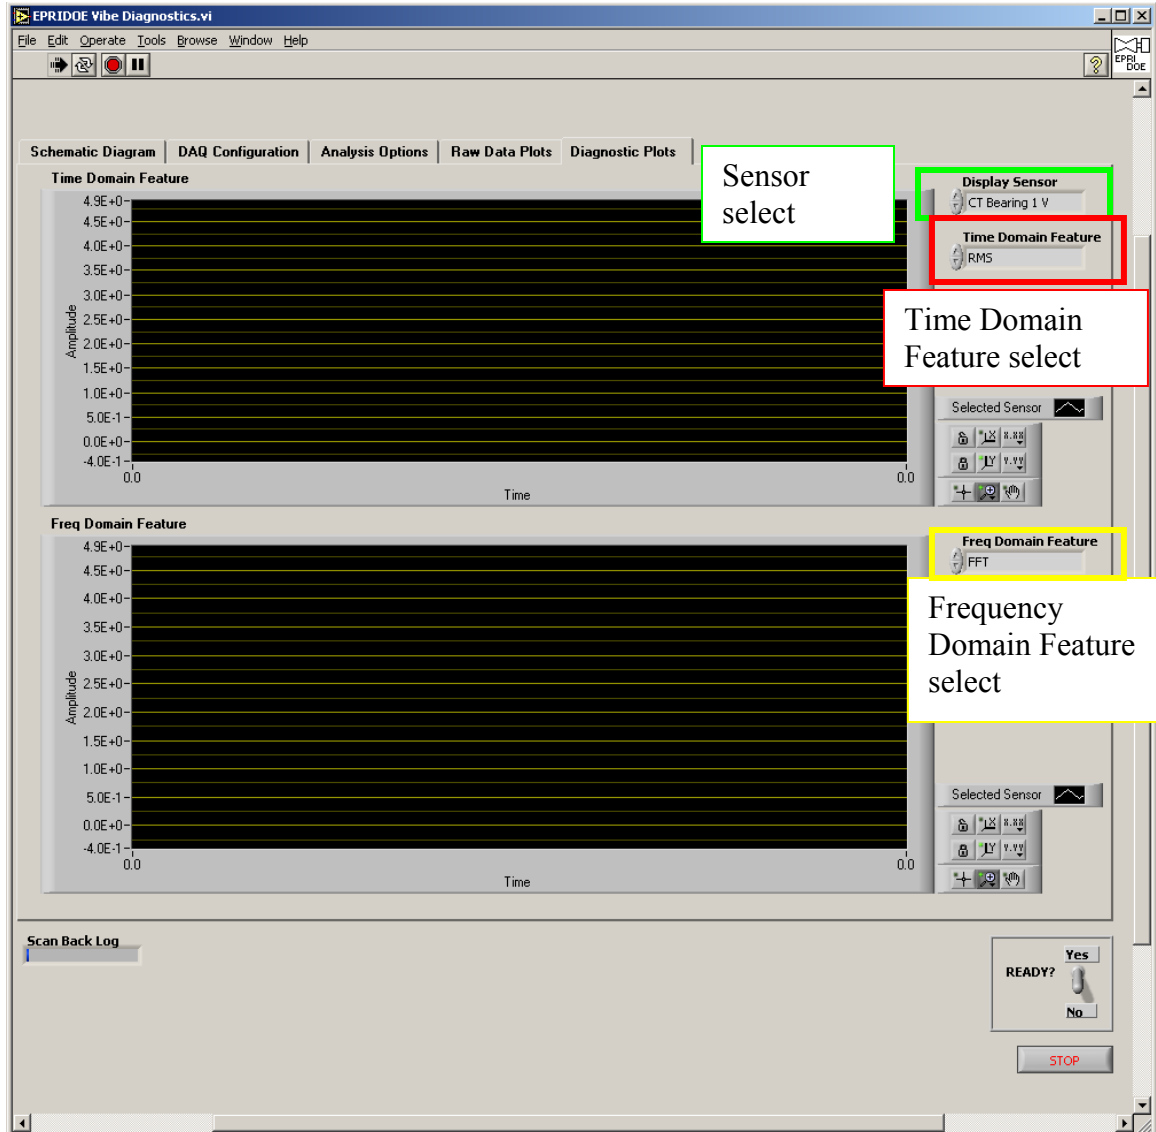 EPRIDOE Vibe Diagnostics.vi
File Edit Operate Tools Browse Window Help
EPRI
DOE
Schematic Diagram DAQ Configuration Analysis Options Raw Data Plots Diagnostic Plots
Sensor
select
Time Domain Feature
Display Sensor
CT Bearing 1 V
Time Domain Feature
RMS
Time Domain
Feature select
4.9E+0
4.5E+0
4.0E+0
3.5E+0
3.0E+0
2.5E+0
2.0E+0
1.5E+0
1.0E+0
5.0E-1
0.0E+0
-4.0E-1
Amplitude
0.0 0.0
Time
Selected Sensor
X X.XX
Y Y.YY
Freq Domain Feature
Freq Domain Feature
FFT
Frequency
Domain Feature
select
4.9E+0
4.5E+0
4.0E+0
3.5E+0
3.0E+0
2.5E+0
2.0E+0
1.5E+0
1.0E+0
5.0E-1
0.0E+0
-4.0E-1
Amplitude
0.0 0.0
Time
Selected Sensor
X X.XX
Y Y.YY
Scan Back Log
READY?
Yes
No
STOP